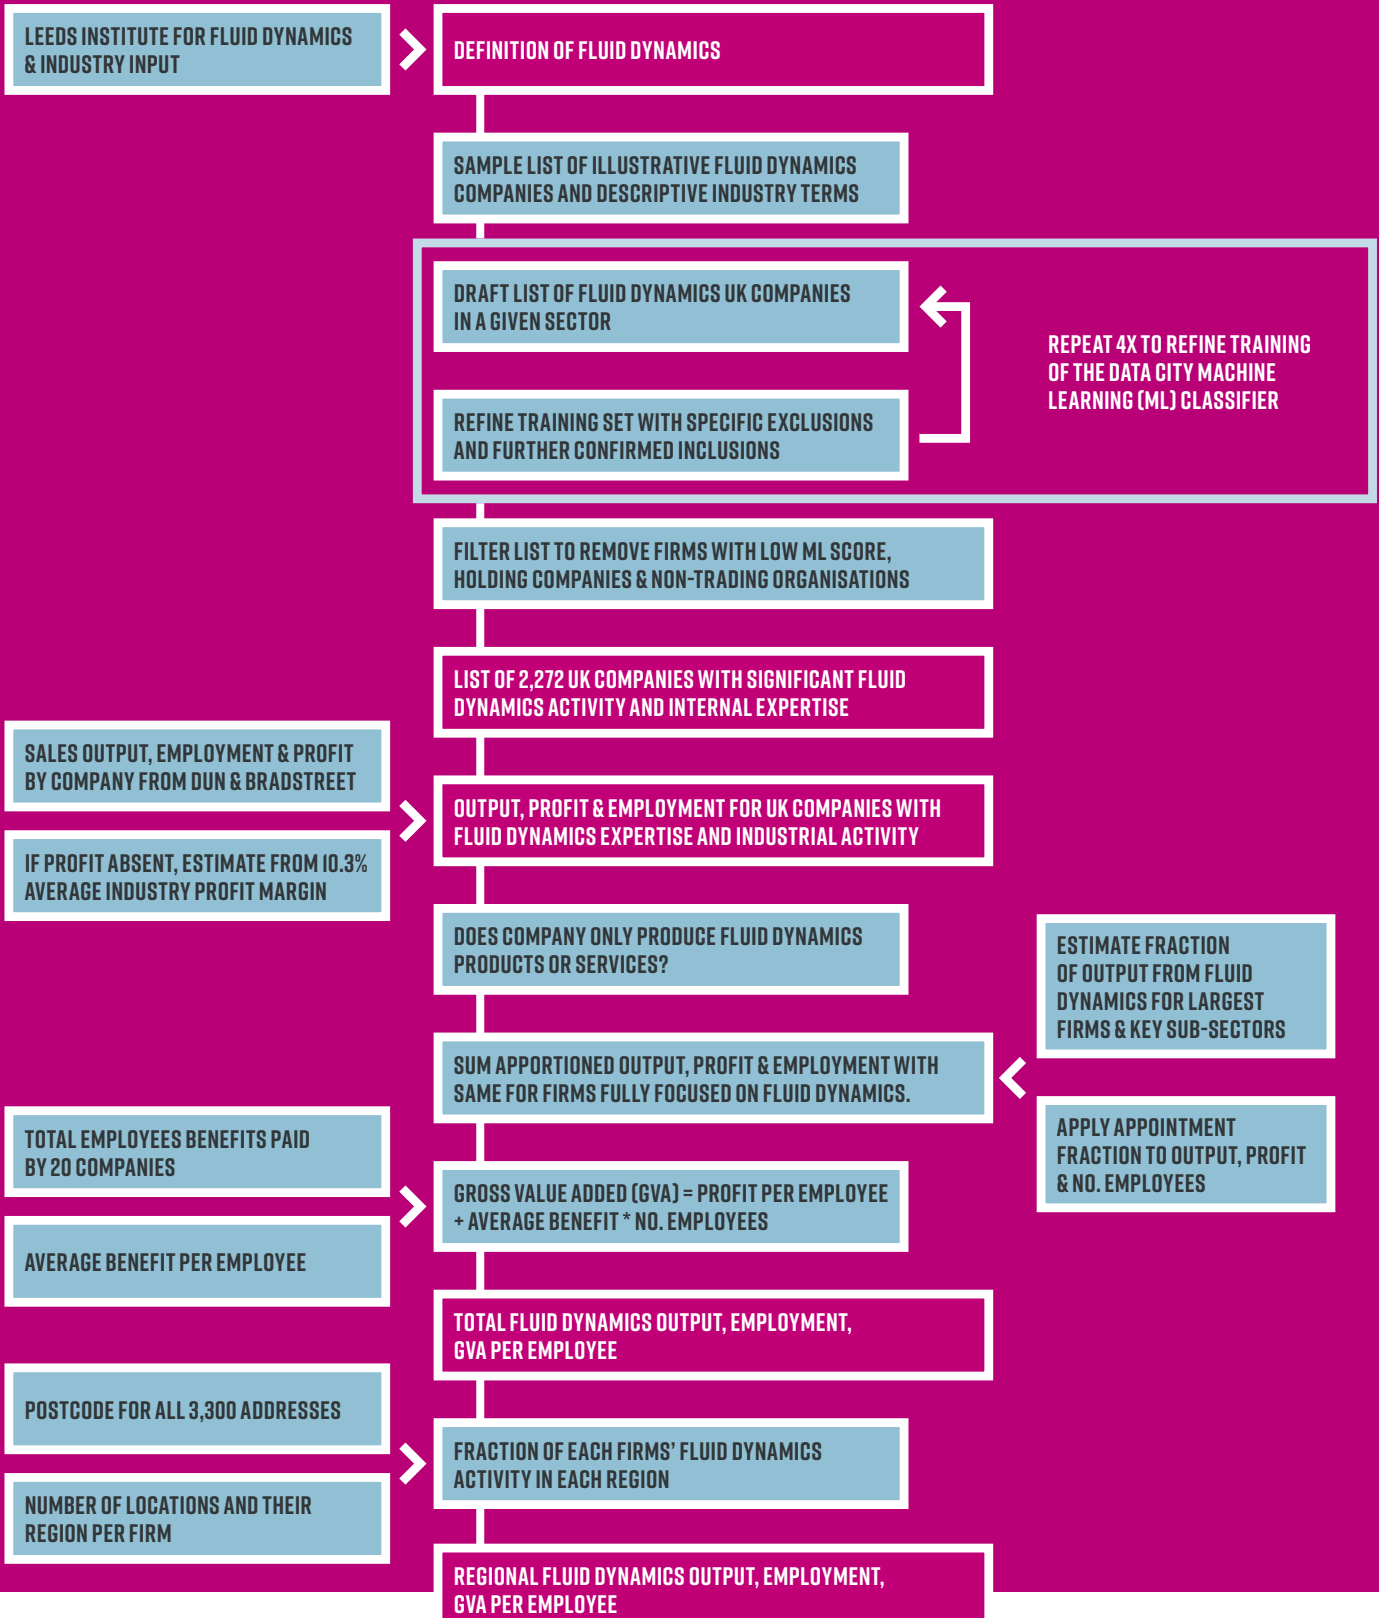 LEEDS INSTITUTE FOR FLUID DYNAMICS
& INDUSTRY INPUT
DEFINITION OF FLUID DYNAMICS
SAMPLE LIST OF ILLUSTRATIVE FLUID DYNAMICS
COMPANIES AND DESCRIPTIVE INDUSTRY TERMS
DRAFT LIST OF FLUID DYNAMICS UK COMPANIES
IN A GIVEN SECTOR
REFINE TRAINING SET WITH SPECIFIC EXCLUSIONS
AND FURTHER CONFIRMED INCLUSIONS
REPEAT 4X TO REFINE TRAINING
OF THE DATA CITY MACHINE
LEARNING (ML) CLASSIFIER
FILTER LIST TO REMOVE FIRMS WITH LOW ML SCORE,
HOLDING COMPANIES & NON-TRADING ORGANISATIONS
LIST OF 2,272 UK COMPANIES WITH SIGNIFICANT FLUID
DYNAMICS ACTIVITY AND INTERNAL EXPERTISE
SALES OUTPUT, EMPLOYMENT & PROFIT
BY COMPANY FROM DUN & BRADSTREET
IF PROFIT ABSENT, ESTIMATE FROM 10.3%
AVERAGE INDUSTRY PROFIT MARGIN
OUTPUT, PROFIT & EMPLOYMENT FOR UK COMPANIES WITH
FLUID DYNAMICS EXPERTISE AND INDUSTRIAL ACTIVITY
DOES COMPANY ONLY PRODUCE FLUID DYNAMICS
PRODUCTS OR SERVICES?
ESTIMATE FRACTION
OF OUTPUT FROM FLUID
DYNAMICS FOR LARGEST
FIRMS & KEY SUB-SECTORS
SUM APPORTIONED OUTPUT, PROFIT & EMPLOYMENT WITH
SAME FOR FIRMS FULLY FOCUSED ON FLUID DYNAMICS.
APPLY APPOINTMENT
FRACTION TO OUTPUT, PROFIT
& NO. EMPLOYEES
TOTAL EMPLOYEES BENEFITS PAID
BY 20 COMPANIES
AVERAGE BENEFIT PER EMPLOYEE
GROSS VALUE ADDED (GVA) = PROFIT PER EMPLOYEE
+ AVERAGE BENEFIT * NO. EMPLOYEES
TOTAL FLUID DYNAMICS OUTPUT, EMPLOYMENT,
GVA PER EMPLOYEE
POSTCODE FOR ALL 3,300 ADDRESSES
NUMBER OF LOCATIONS AND THEIR
REGION PER FIRM
FRACTION OF EACH FIRMS' FLUID DYNAMICS
ACTIVITY IN EACH REGION
REGIONAL FLUID DYNAMICS OUTPUT, EMPLOYMENT,
GVA PER EMPLOYEE